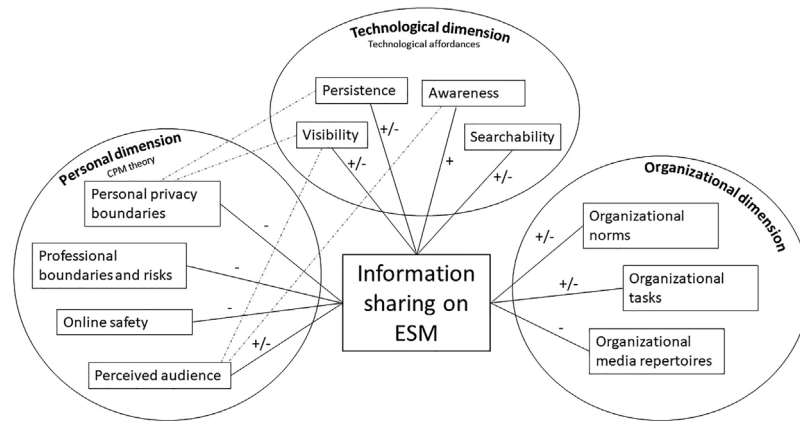 Technological dimension
Technological affordances
Persistence
Awareness
Visibility
Searchability
+/-
+/-
+
+/-
Personal dimension
CPM theory
Personal privacy
boundaries
Professional
boundaries and risks
Online safety
Perceived audience
-
-
-
+/-
Information
sharing on
ESM
Organizational dimension
Organizational
norms
Organizational
tasks
Organizational
media repertoires
+/-
+/-
-